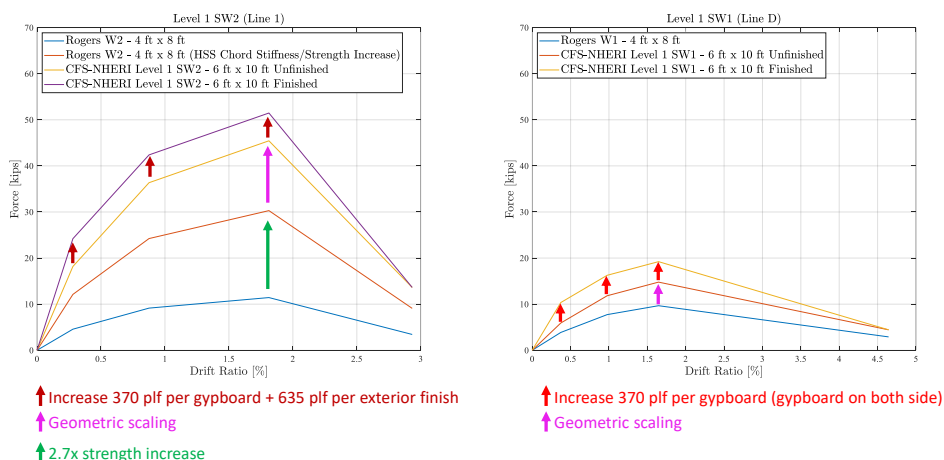 Level 1 SW2 (Line 1)
Rogers W2 - 4 ft x 8 ft
Rogers W2 - 4 ft x 8 ft (HSS Chord Stiffness/Strength Increase)
CFS-NHERI Level 1 SW2 - 6 ft x 10 ft Unfinished
CFS-NHERI Level 1 SW2 - 6 ft x 10 ft Finished
70
60
50
40
30
20
10
0
Force [kips]
0 0.5 1 1.5 2 2.5 3
Drift Ratio [%]
Increase 370 plf per gypboard + 635 plf per exterior finish
Geometric scaling
2.7x strength increase
Level 1 SW1 (Line D)
Rogers W1 - 4 ft x 8 ft
CFS-NHERI Level 1 SW1 - 6 ft x 10 ft Unfinished
CFS-NHERI Level 1 SW1 - 6 ft x 10 ft Finished
70
60
50
40
30
20
10
0
Force [kips]
0 0.5 1 1.5 2 2.5 3 3.5 4 4.5 5
Drift Ratio [%]
Increase 370 plf per gypboard (gypboard on both side)
Geometric scaling